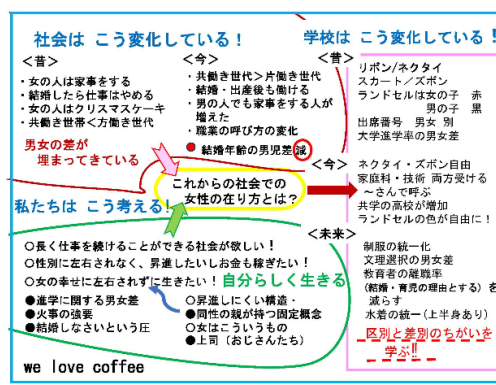 社会は こう変化している!
<昔>
・女の人は家事をする
・結婚したら仕事はやめる
・女の人はクリスマスケーキ
・共働き世帯<方働き世代
男女の差が
埋まってきている
<今>
・共働き世代>片働き世代
・結婚・出産後も働ける
・男の人でも家事をする人が
増えた
・職業の呼び方の変化
● 結婚年齢の男児差減
学校は こう変化している!
<昔>
リボン/ネクタイ
スカート/ズボン
ランドセルは女の子 赤
男の子 黒
出席番号 男女 別
大学進学率の男女差
<今>
ネクタイ・ズボン自由
家庭科・技術 両方受ける
~さんで呼ぶ
共学の高校が増加
ランドセルの色が自由に!
<未来>
制服の統一化
文理選択の男女差
教育者の離職率
(結婚・育児の理由とする)を
減らす
水着の統一(上半身あり)
区別と差別のちがいを
学ぶ!!
これからの社会での
女性の在り方とは?
私たちは こう考える!
○長く仕事を続けることができる社会が欲しい!
○性別に左右されなく、昇進したいしお金も稼ぎたい!
○女の幸せに左右されずに生きたい!
自分らしく生きる
●進学に関する男女差
●火事の強要
●結婚しなさいという圧
○昇進しにくい構造・
●同性の親が持つ固定概念
○女はこういうもの
●上司(おじさんたち)
we love coffee